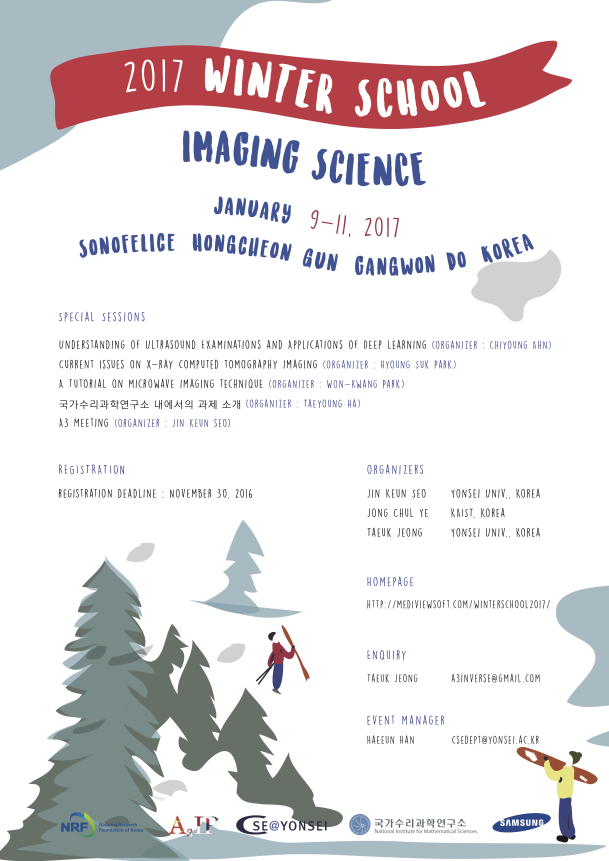 2017 WINTER SCHOOL
IMAGING SCIENCE
JANUARY 9-11, 2017
SONOFELICE HONGCHEON GUN GANGWON DO KOREA
SPECIAL SESSIONS
UNDERSTANDING OF ULTRASOUND EXAMINATIONS AND APPLICATIONS OF DEEP LEARNING (ORGANIZER : CHIYOUNG AHN)
CURRENT ISSUES ON X-RAY COMPUTED TOMOGRAPHY IMAGING (ORGANIZER : HYOUNG SUK PARK)
A TUTORIAL ON MICROWAVE IMAGING TECHNIQUE (ORGANIZER : WON-KWANG PARK)
국가수리과학연구소 내에서의 과제 소개 (ORGANIZER : TAEYOUNG HA)
A3 MEETING (ORGANIZER : JIN KEUN SEO)
REGISTRATION
REGISTRATION DEADLINE : NOVEMBER 30, 2016
ORGANIZERS
JIN KEUN SEO YONSEI UNIV., KOREA
JONG CHUL YE KAIST, KOREA
TAEUK JEONG YONSEI UNIV., KOREA
HOMEPAGE
HTTP://MEDIVIEWSOFT.COM/WINTERSCHOOL2017/
ENQUIRY
TAEUK JEONG A3INVERSE@GMAIL.COM
EVENT MANAGER
HAEEUN HAN CSEDEPT@YONSEI.AC.KR
NRF National Research Foundation of Korea
CSE@YONSEI
국가수리과학연구소
National Institute for Mathematical Sciences
SAMSUNG